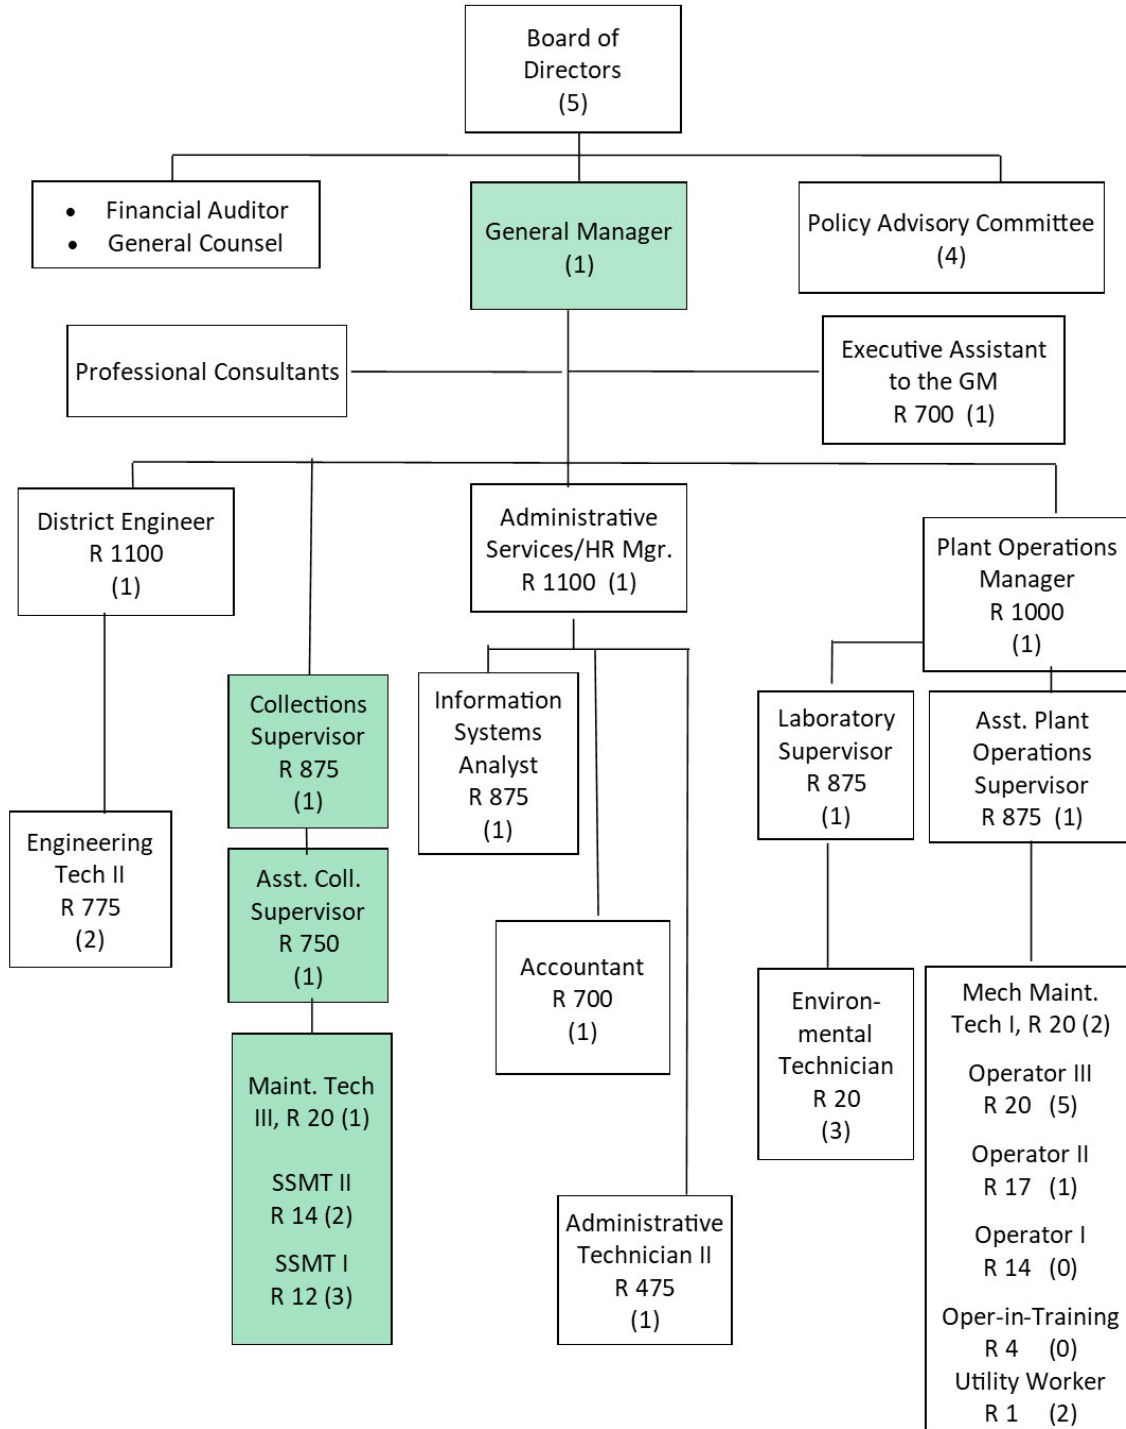 Board of
Directors
(5)
• Financial Auditor
• General Counsel
General Manager
(1)
Policy Advisory Committee
(4)
Professional Consultants
Executive Assistant
to the GM
R 700 (1)
District Engineer
R 1100
(1)
Administrative
Services/HR Mgr.
R 1100 (1)
Plant Operations
Manager
R 1000
(1)
Collections
Supervisor
R 875
(1)
Information
Systems
Analyst
R 875
(1)
Laboratory
Supervisor
R 875
(1)
Asst. Plant
Operations
Supervisor
R 875 (1)
Engineering
Tech II
R 775
(2)
Asst. Coll.
Supervisor
R 750
(1)
Accountant
R 700
(1)
Environ-
mental
Technician
R 20
(3)
Mech Maint.
Tech I, R 20 (2)
Operator III
R 20 (5)
Operator II
R 17 (1)
Operator I
R 14 (0)
Oper-in-Training
R 4 (0)
Utility Worker
R 1 (2)
Maint. Tech
III, R 20 (1)
SSMT II
R 14 (2)
SSMT I
R 12 (3)
Administrative
Technician II
R 475
(1)